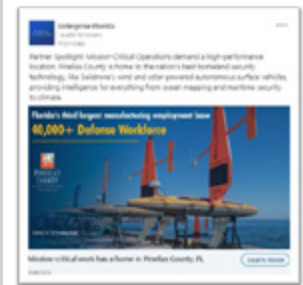 Enterprise Florida
Promoted
Partner Spotlight: Mission-Critical Operations demand a high-performance
location. Pinellas County is home to the nation's best homeland security
technology, like Saildrone's wind and solar-powered autonomous surface vehicles,
providing intelligence for everything from ocean mapping and maritime security
to climate.
Florida's third largest manufacturing employment base
40,000+ Defense Workforce
PINELLAS
COUNTY
Mission-critical work has a home in Pinellas County, FL
Learn more